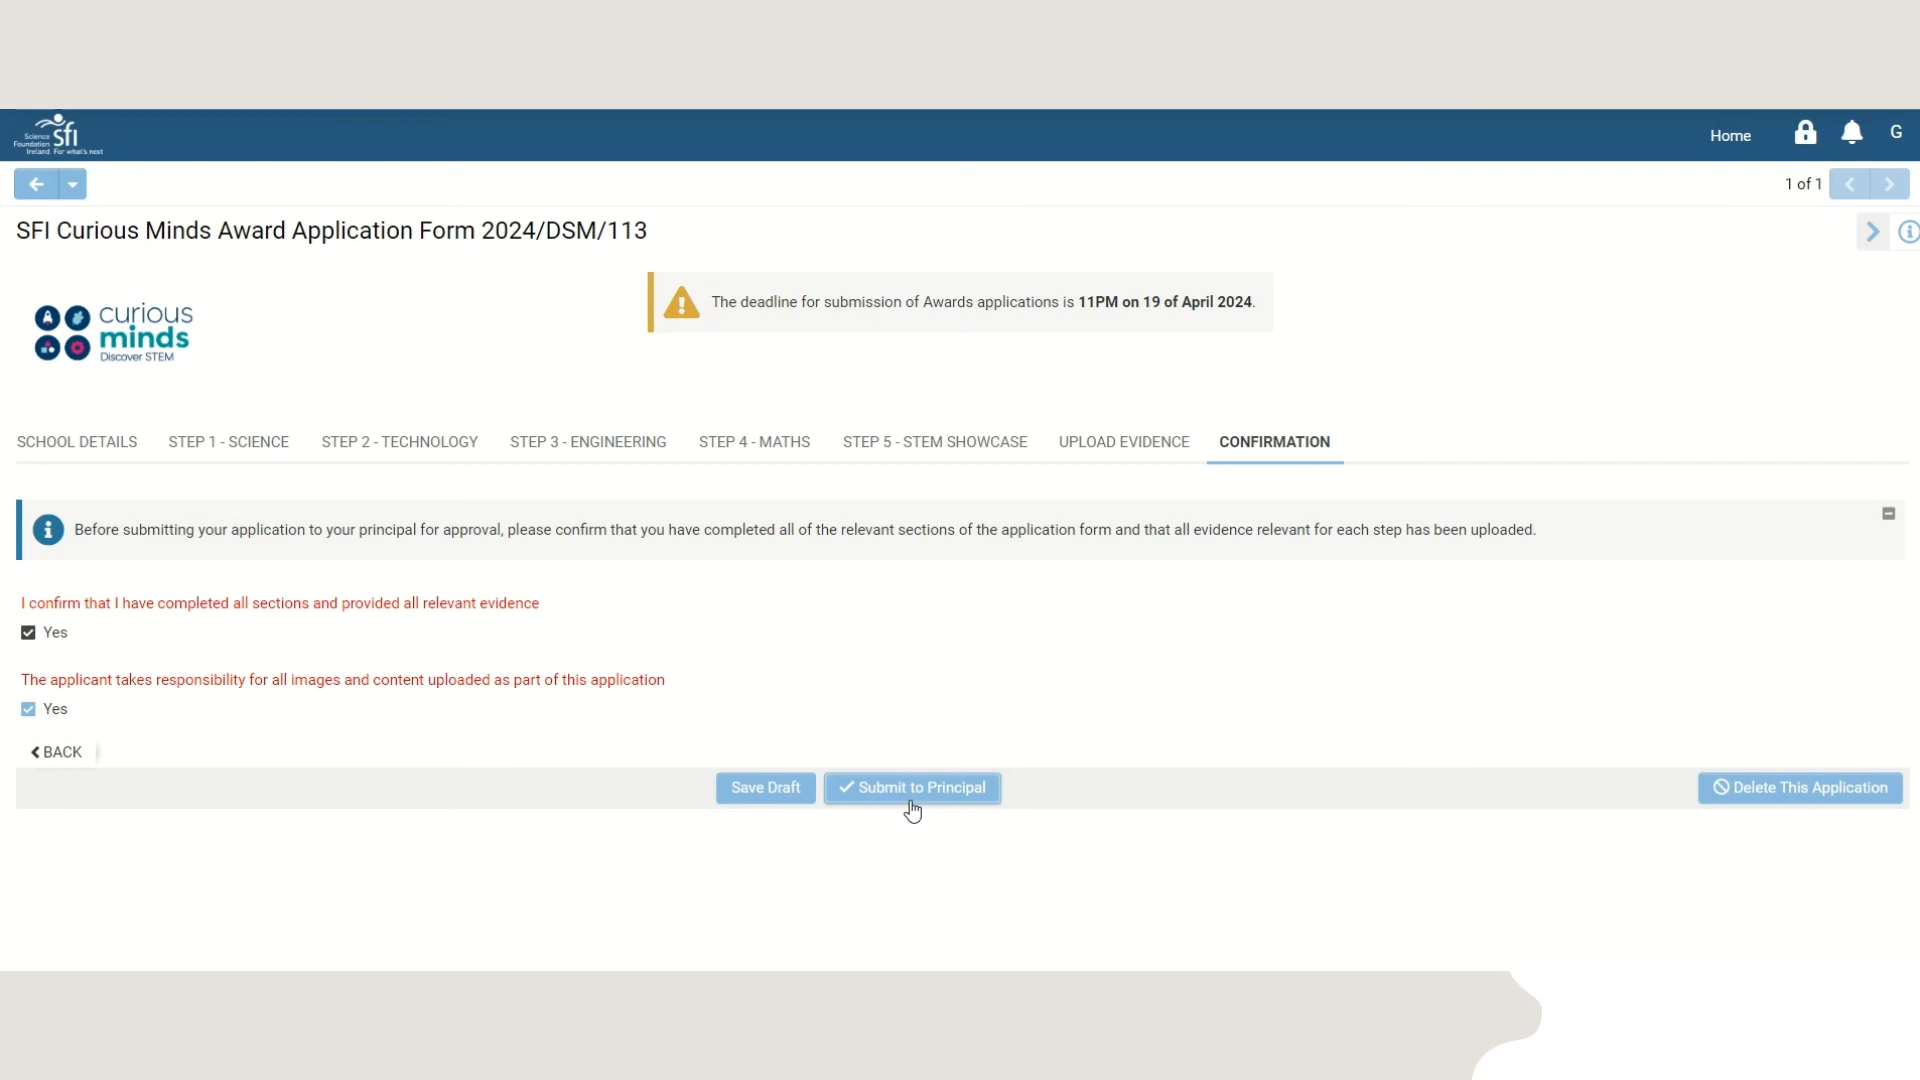 Science
Foundation
Ireland
sfi
For what's next
Home
G
1 of 1
SFI Curious Minds Award Application Form 2024/DSM/113
The deadline for submission of Awards applications is 11PM on 19 of April 2024.
curious
minds
Discover STEM
SCHOOL DETAILS
STEP 1 - SCIENCE
STEP 2 - TECHNOLOGY
STEP 3 - ENGINEERING
STEP 4 - MATHS
STEP 5 - STEM SHOWCASE
UPLOAD EVIDENCE
CONFIRMATION
Before submitting your application to your principal for approval, please confirm that you have completed all of the relevant sections of the application form and that all evidence relevant for each step has been uploaded.
I confirm that I have completed all sections and provided all relevant evidence
Yes
The applicant takes responsibility for all images and content uploaded as part of this application
Yes
BACK
Save Draft
Submit to Principal
Delete This Application